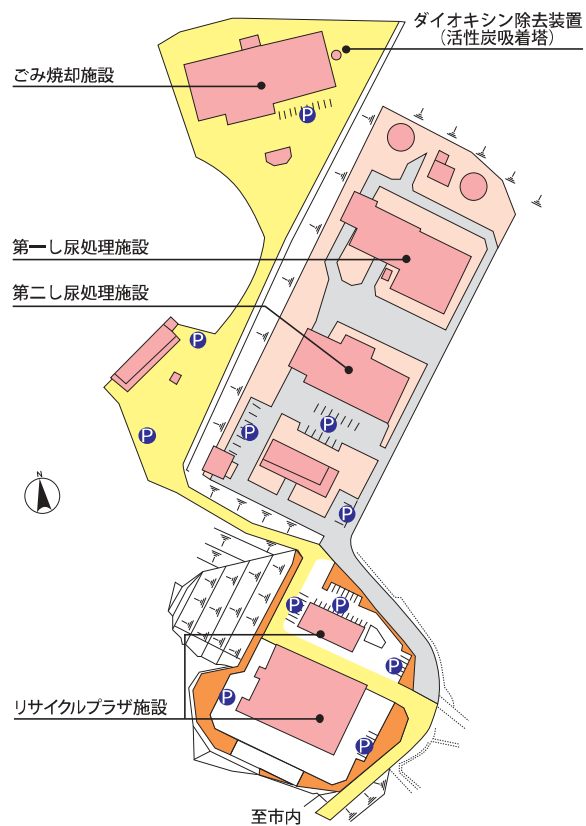 ダイオキシン除去装置
（活性炭吸着塔）
ごみ焼却施設
P
第一し尿処理施設
第二し尿処理施設
P
P
P
P
N
P
P
P
P
リサイクルプラザ施設
P
P
至市内